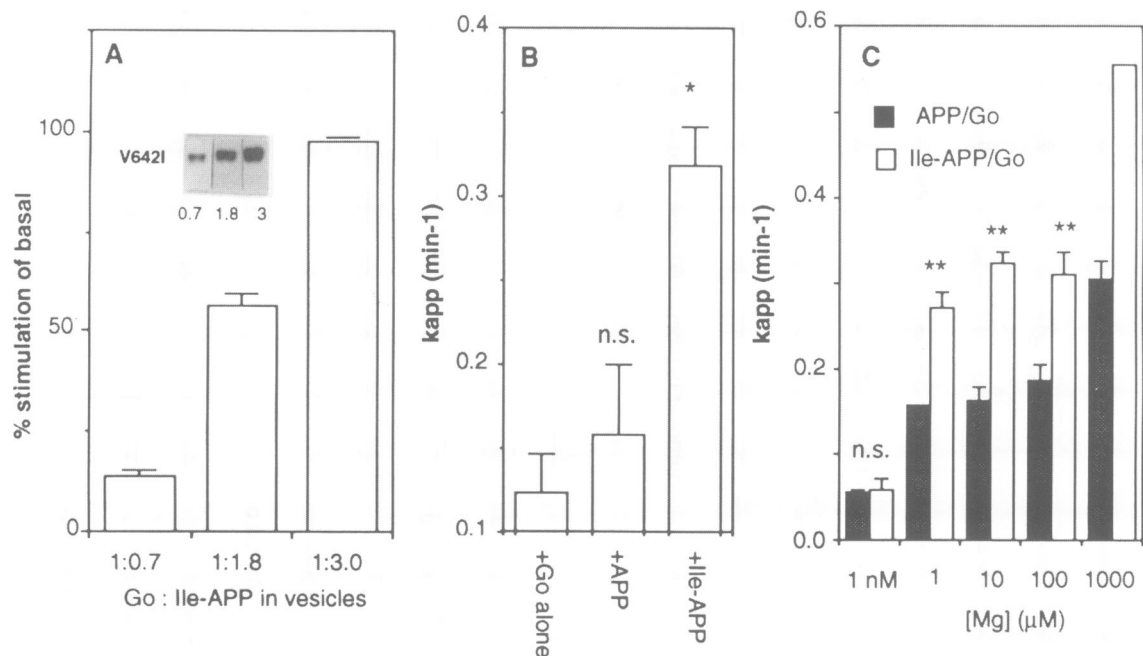 A
% stimulation of basal
100
50
0
V642I
0.7 1.8 3
1:0.7 1:1.8 1:3.0
Go : Ile-APP in vesicles
B
kapp (min-1)
0.4
0.3
0.2
0.1
n.s.
*
+Go alone
+APP
+Ile-APP
C
kapp (min-1)
0.6
0.4
0.2
0.0
APP/Go
Ile-APP/Go
n.s.
**
**
**
1 nM 1 10 100 1000
[Mg] (μM)